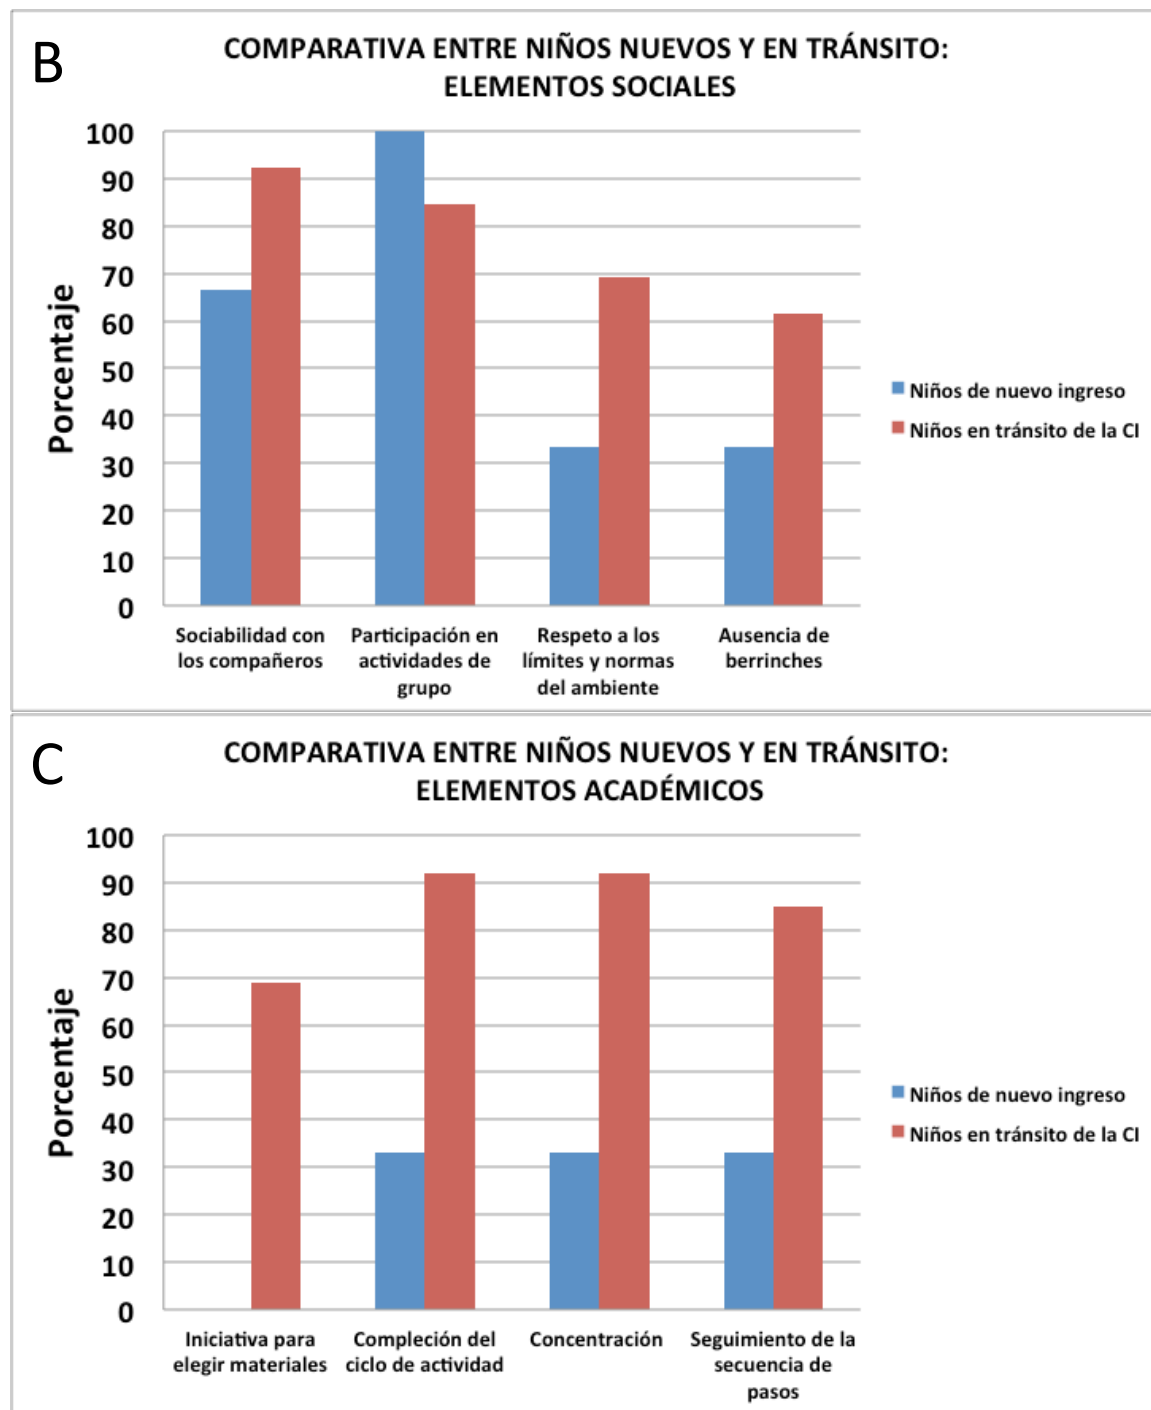 B
COMPARATIVA ENTRE NIÑOS NUEVOS Y EN TRÁNSITO:
ELEMENTOS SOCIALES
100
90
80
70
60
50
40
30
20
10
0
Porcentaje
Sociabilidad con
los compañeros
Participación en
actividades de
grupo
Respeto a los
límites y normas
del ambiente
Ausencia de
berrinches
Niños de nuevo ingreso
Niños en tránsito de la CI
C
COMPARATIVA ENTRE NIÑOS NUEVOS Y EN TRÁNSITO:
ELEMENTOS ACADÉMICOS
100
90
80
70
60
50
40
30
20
10
0
Porcentaje
Iniciativa para
elegir materiales
Compleción del
ciclo de actividad
Concentración
Seguimiento de la
secuencia de
pasos
Niños de nuevo ingreso
Niños en tránsito de la CI